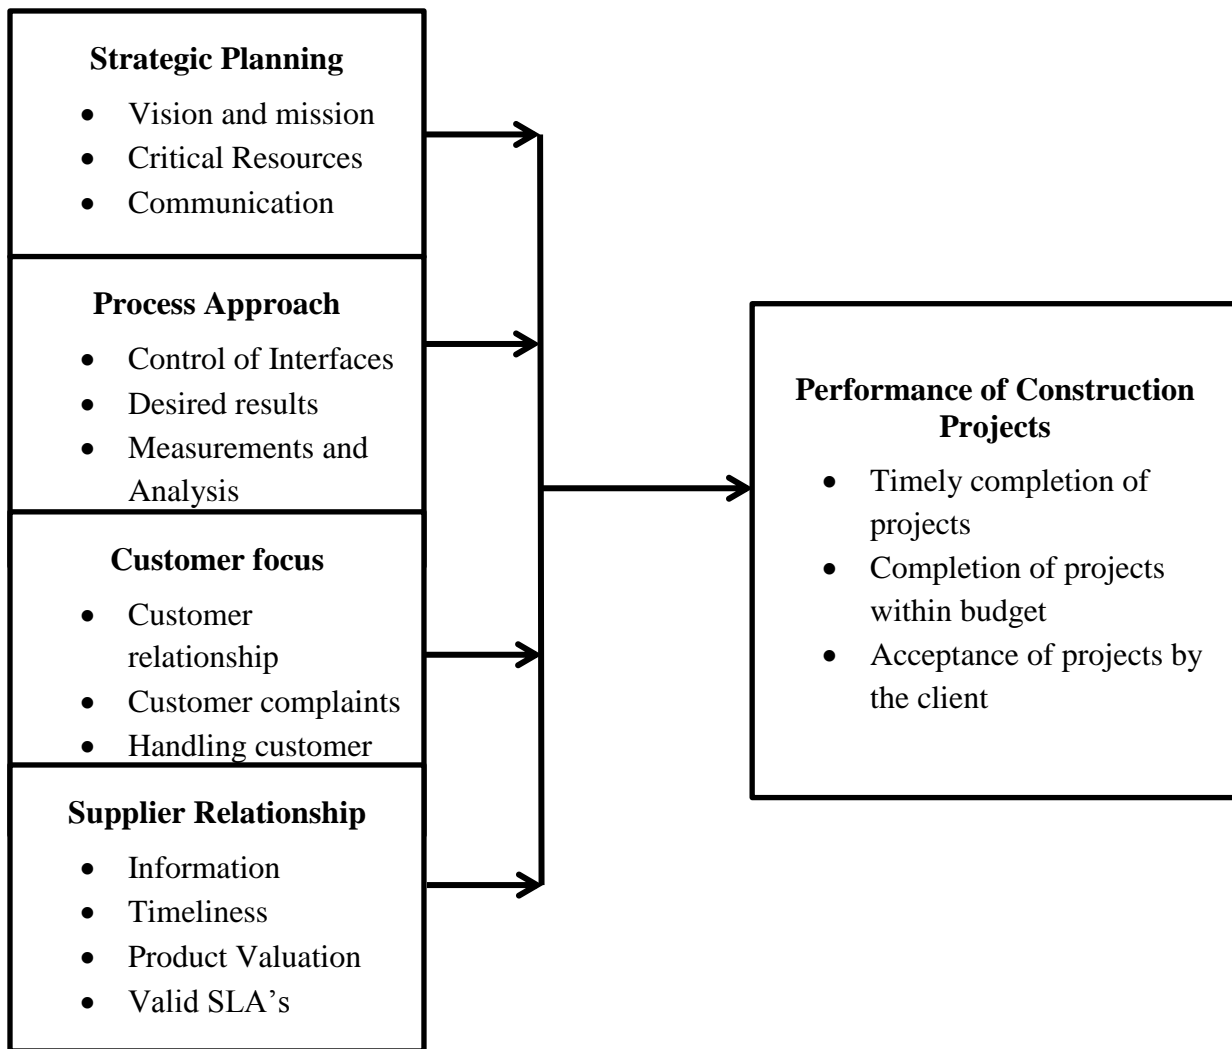 Strategic Planning
• Vision and mission
• Critical Resources
• Communication
Process Approach
• Control of Interfaces
• Desired results
• Measurements and
Analysis
Customer focus
• Customer
relationship
• Customer complaints
• Handling customer
Supplier Relationship
• Information
• Timeliness
• Product Valuation
• Valid SLA’s
Performance of Construction
Projects
• Timely completion of
projects
• Completion of projects
within budget
• Acceptance of projects by
the client